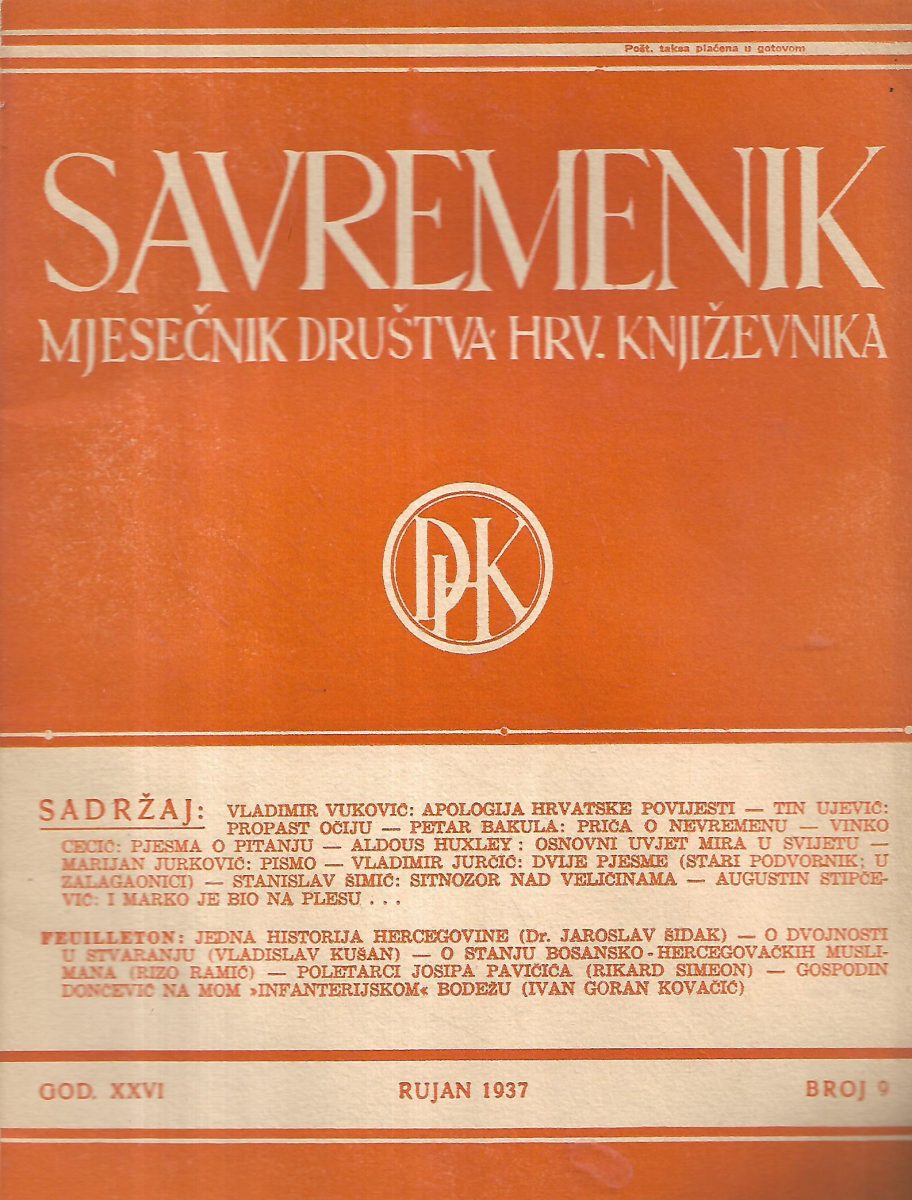 Pošt. taksa plaćena u gotovom
SAVREMENIK
MJESEČNIK DRUŠTVA HRV. KNJIŽEVNIKA
DHK
SADRŽAJ: VLADIMIR VUKOVIĆ: APOLOGIJA HRVATSKE POVIJESTI — TIN UJEVIĆ:
PROPAST OČIJU — PETAR BAKULA: PRIČA O NEVREMENU — VINKO
CECIĆ: PJESMA O PITANJU — ALDOUS HUXLEY: OSNOVNI UVJET MIRA U SVIJETU —
MARIJAN JURKOVIĆ: PISMO — VLADIMIR JURČIĆ: DVIJE PJESME (STARI PODVORNIK; U
ZALAGAONICI) — STANISLAV ŠIMIĆ: SITNOZOR NAD VELIČINAMA — AUGUSTIN STIPČE-
VIĆ: I MARKO JE BIO NA PLESU . . .
FEUILLETON: JEDNA HISTORIJA HERCEGOVINE (Dr. JAROSLAV ŠIDAK) — O DVOJNOSTI
U STVARANJU (VLADISLAV KUŠAN) — O STANJU BOSANSKO-HERCEGOVAČKIH MUSLI-
MANA (RIZO RAMIĆ) — POLETARCI JOSIPA PAVIČIĆA (RIKARD SIMEON) — GOSPODIN
DONČEVIĆ NA MOM »INFANTERIJSKOM« BODEŽU (IVAN GORAN KOVAČIĆ)
GOD. XXVI RUJAN 1937 BROJ 9